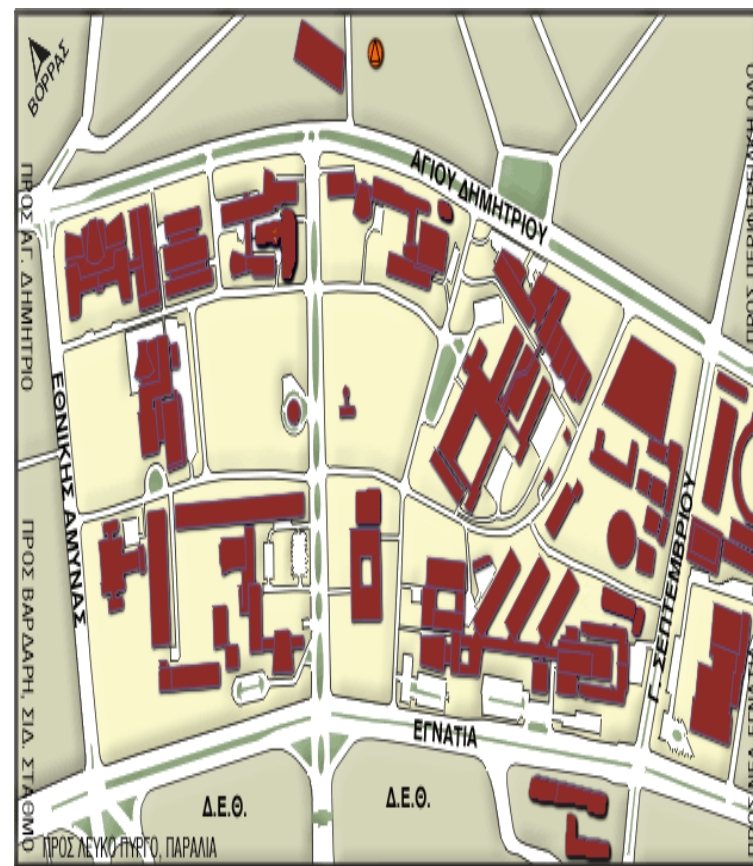 ΒΟΡΡΑΣ
ΑΓΙΟΥ ΔΗΜΗΤΡΙΟΥ
ΠΡΟΣ ΑΓ. ΔΗΜΗΤΡΙΟ
ΕΘΝΙΚΗΣ ΑΜΥΝΑΣ
Γ. ΣΕΠΤΕΜΒΡΙΟΥ
ΠΡΟΣ ΒΑΡΔΑΡΗ, ΣΙΔ. ΣΤΑΘΜΟ
ΕΓΝΑΤΙΑ
Δ.Ε.Θ.
Δ.Ε.Θ.
ΠΡΟΣ ΛΕΥΚΟ ΠΥΡΓΟ, ΠΑΡΑΛΙΑ